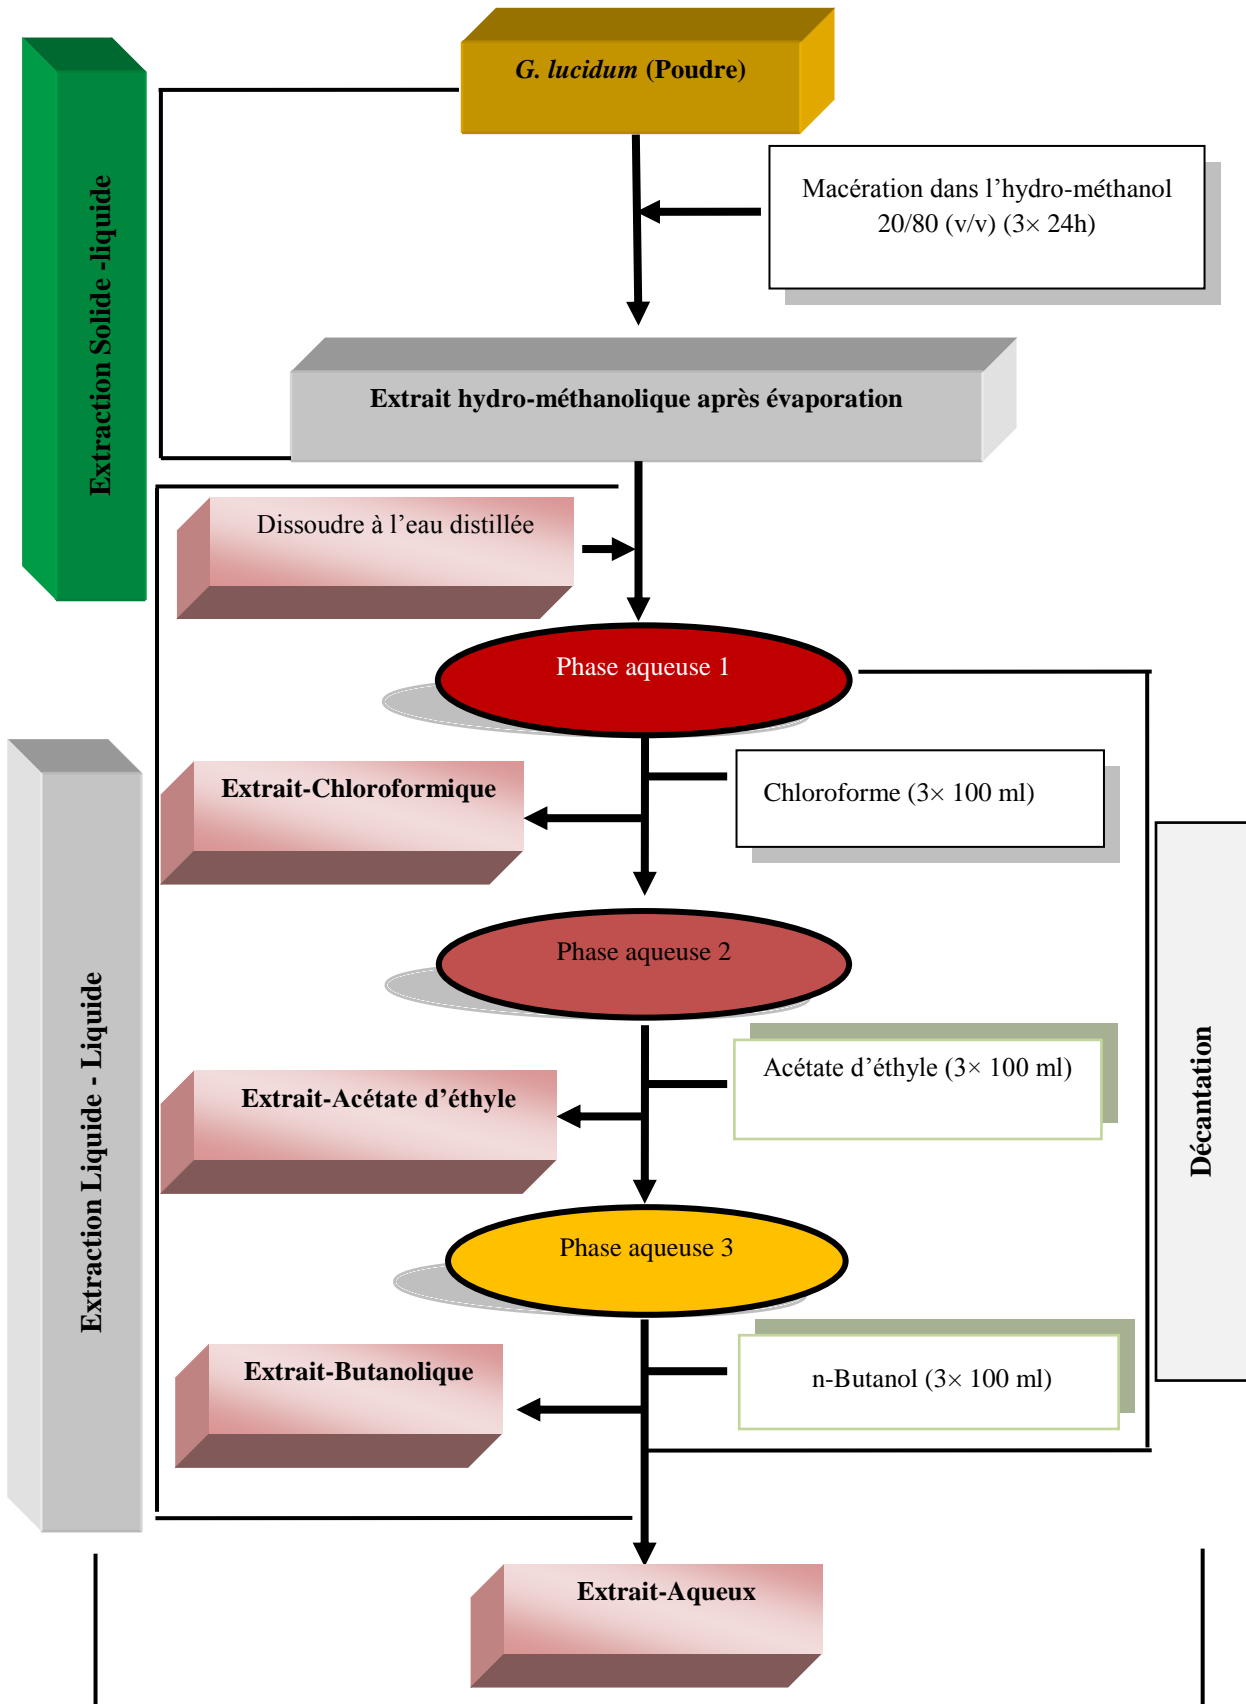 G. lucidum (Poudre)
Macération dans l’hydro-méthanol
20/80 (v/v) (3× 24h)
Extraction Solide -liquide
Extrait hydro-méthanolique après évaporation
Dissoudre à l’eau distillée
Phase aqueuse 1
Extrait-Chloroformique
Chloroforme (3× 100 ml)
Phase aqueuse 2
Extraction Liquide - Liquide
Acétate d’éthyle (3× 100 ml)
Extrait-Acétate d’éthyle
Décantation
Phase aqueuse 3
Extrait-Butanolique
n-Butanol (3× 100 ml)
Extrait-Aqueux